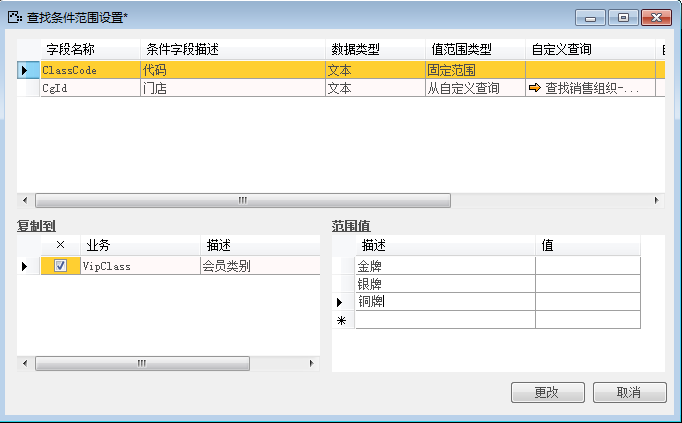 查找条件范围设置*
字段名称 条件字段描述 数据类型 值范围类型 自定义查询
ClassCode 代码 文本 固定范围
CgId 门店 文本 从自定义查询 查找销售组织-...
复制到 范围值
× 业务 描述 描述 值
VipClass 会员类别 金牌
银牌
铜牌
更改 取消